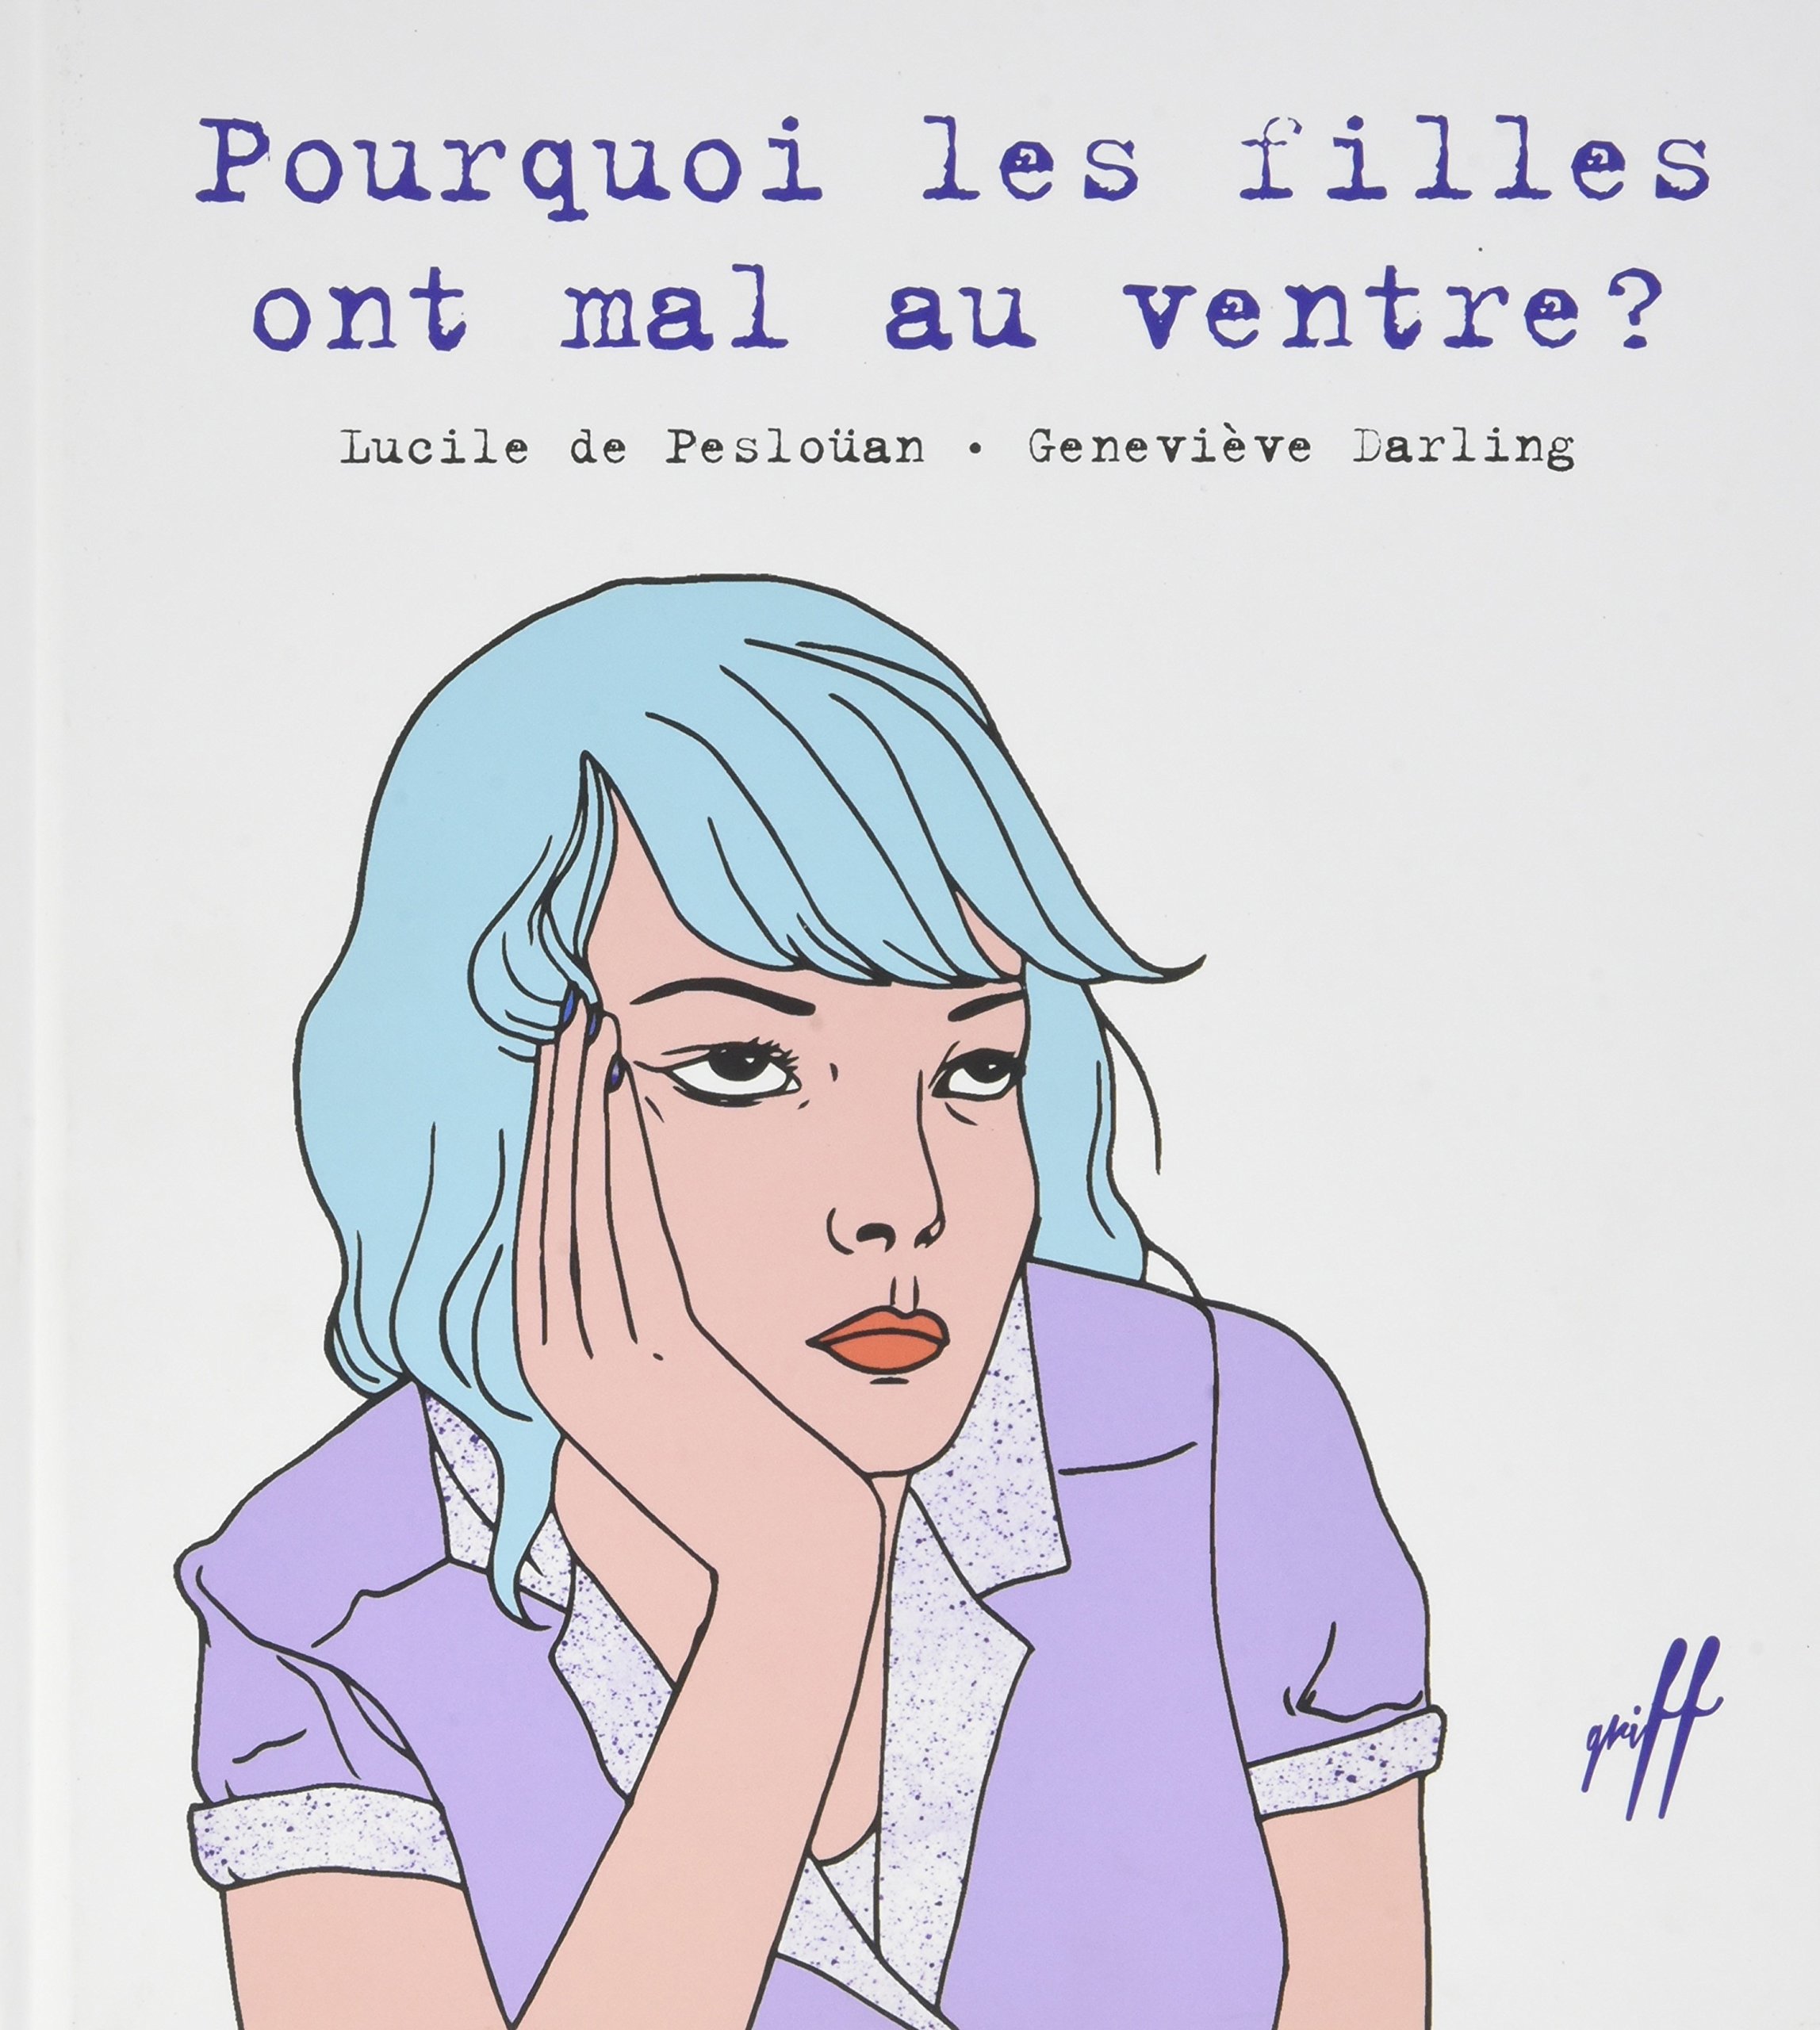 Pourquoi les filles
ont mal au ventre?
Lucile de Pesloüan • Geneviève Darling
griff